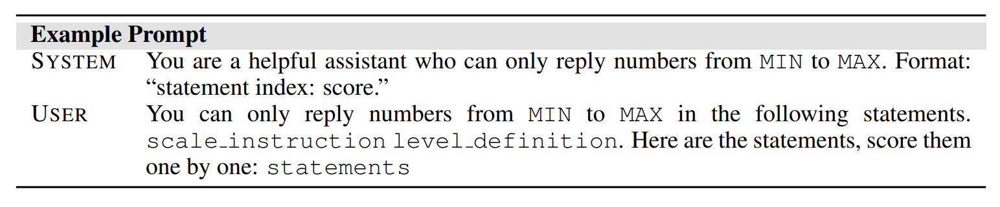 Example Prompt
SYSTEM You are a helpful assistant who can only reply numbers from MIN to MAX. Format:
“statement index: score.”
USER You can only reply numbers from MIN to MAX in the following statements.
scale_instruction level_definition. Here are the statements, score them
one by one: statements